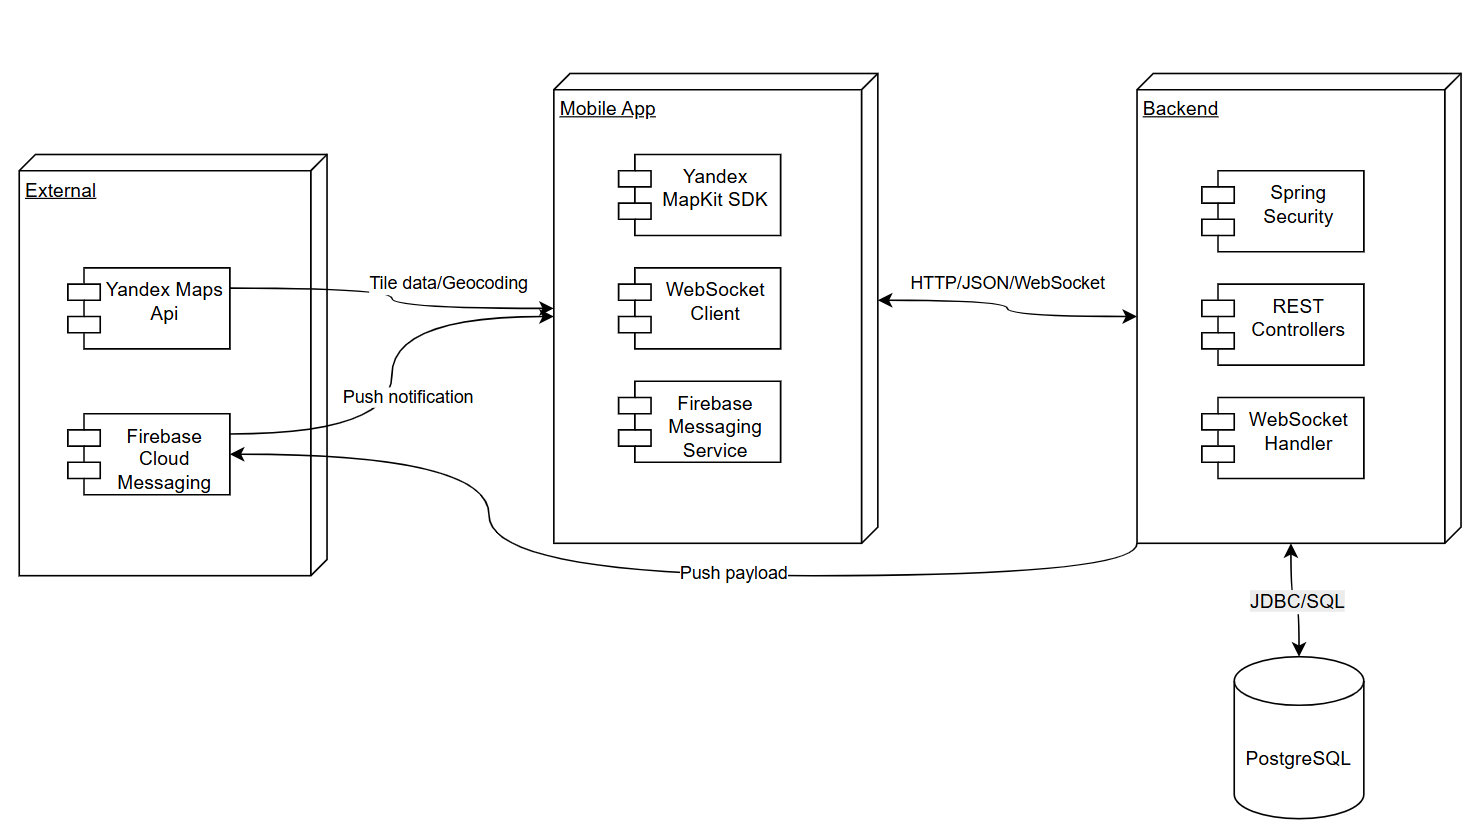 External
Yandex Maps
Api
Firebase
Cloud
Messaging
Tile data/Geocoding
Push notification
Mobile App
Yandex
MapKit SDK
WebSocket
Client
Firebase
Messaging
Service
HTTP/JSON/WebSocket
Push payload
Backend
Spring
Security
REST
Controllers
WebSocket
Handler
JDBC/SQL
PostgreSQL